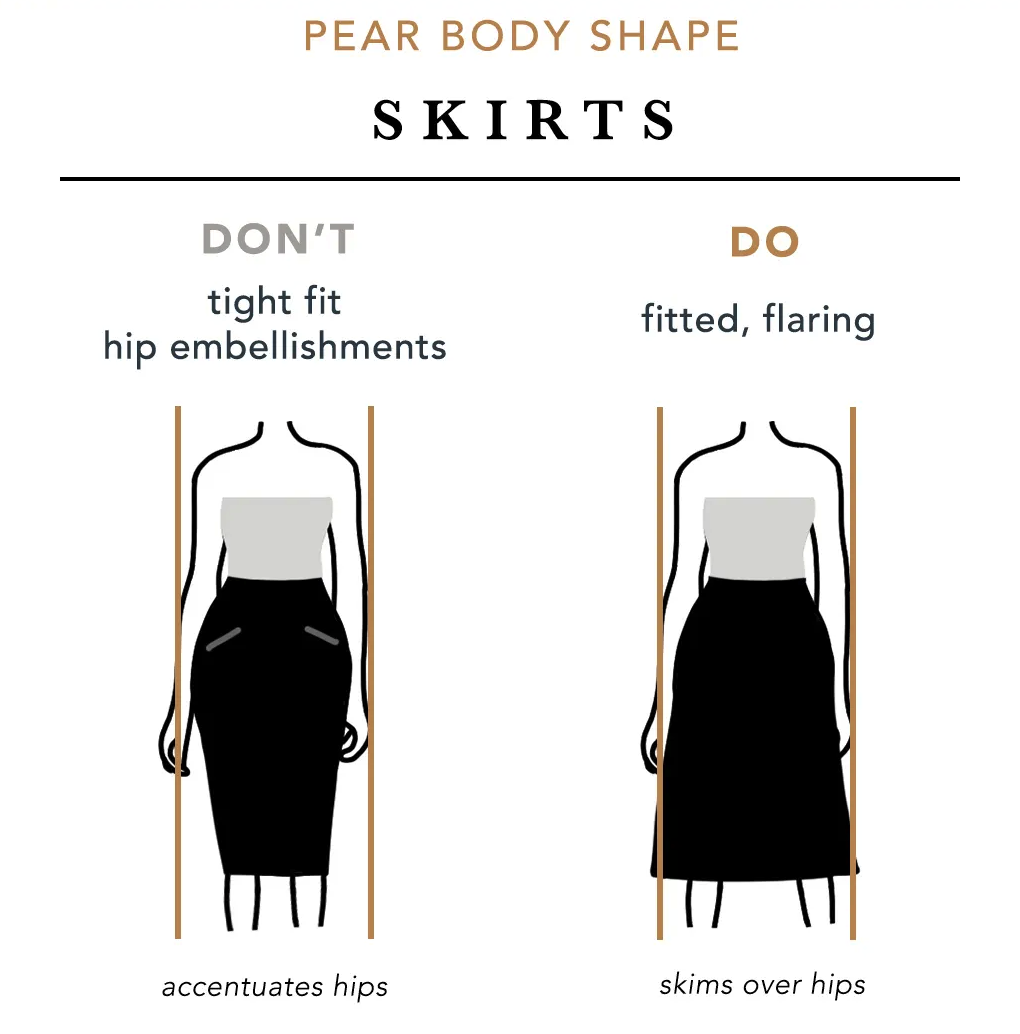 PEAR BODY SHAPE
SKIRTS
DON’T
tight fit
hip embellishments
accentuates hips
DO
fitted, flaring
skims over hips